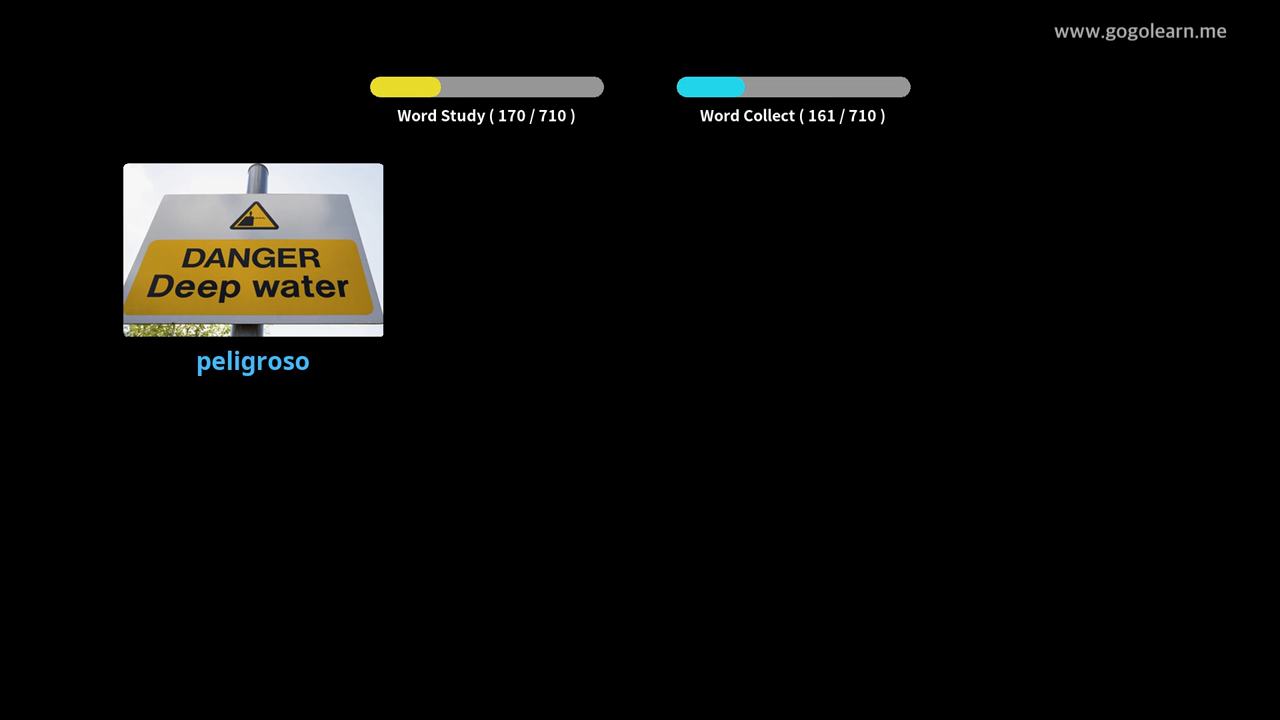 www.gogolearn.me
Word Study ( 170 / 710 )
Word Collect ( 161 / 710 )
DANGER
Deep water
peligroso